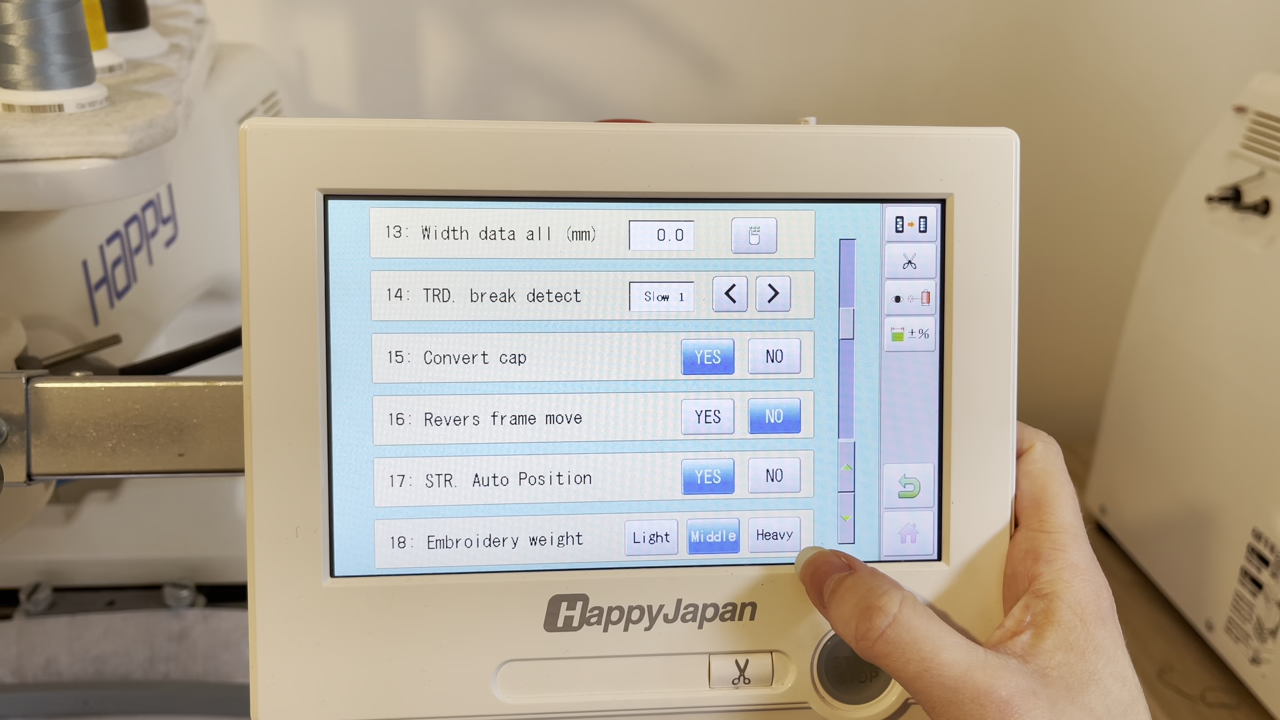 Happy
13: Width data all (mm) 0.0
14: TRD. break detect Slow 1 < >
15: Convert cap YES NO
16: Revers frame move YES NO
17: STR. Auto Position YES NO
18: Embroidery weight Light Middle Heavy
±%
HappyJapan